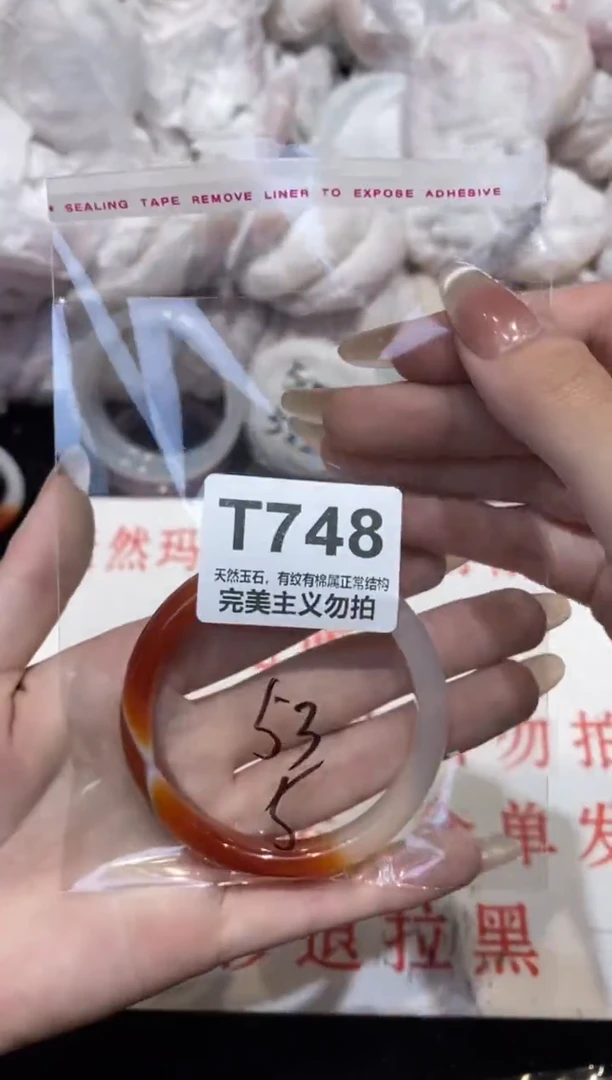 SEALING TAPE REMOVE LINER TO EXPOSE ADHESIVE
T748
天然玉石，有纹有棉属正常结构
完美主义勿拍
53
5
然玛
勿拍
单发
退拉黑